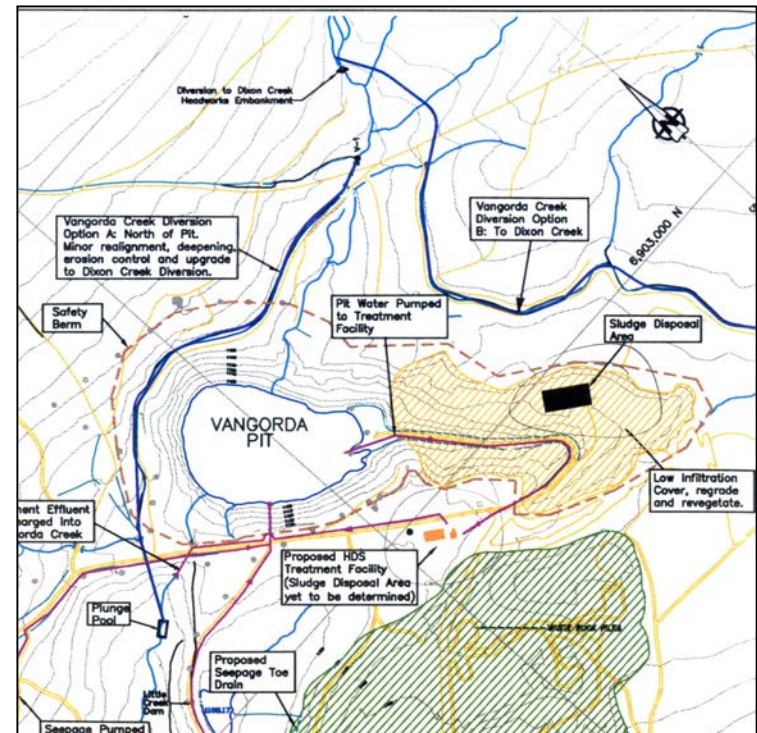 Diversion to Dixon Creek
Headworks Embankment
V-1
N
Vangorda Creek Diversion
Option A: North of Pit.
Minor realignment, deepening,
erosion control and upgrade
to Dixon Creek Diversion.
Vangorda Creek
Diversion Option
B: To Dixon Creek
6,903,000 N
Safety
Berm
Pit Water Pumped
to Treatment
Facility
Sludge Disposal
Area
VANGORDA
PIT
Low Infiltration
Cover, regrade
and revegetate.
ment Effluent
harged Into
orda Creek
Proposed HDS
Treatment Facility
(Sludge Disposal Area
yet to be determined)
Plunge
Pool
WASTE ROCK PILES
Proposed
Seepage Toe
Drain
Little
Creek
Dam
Seepage Pumped